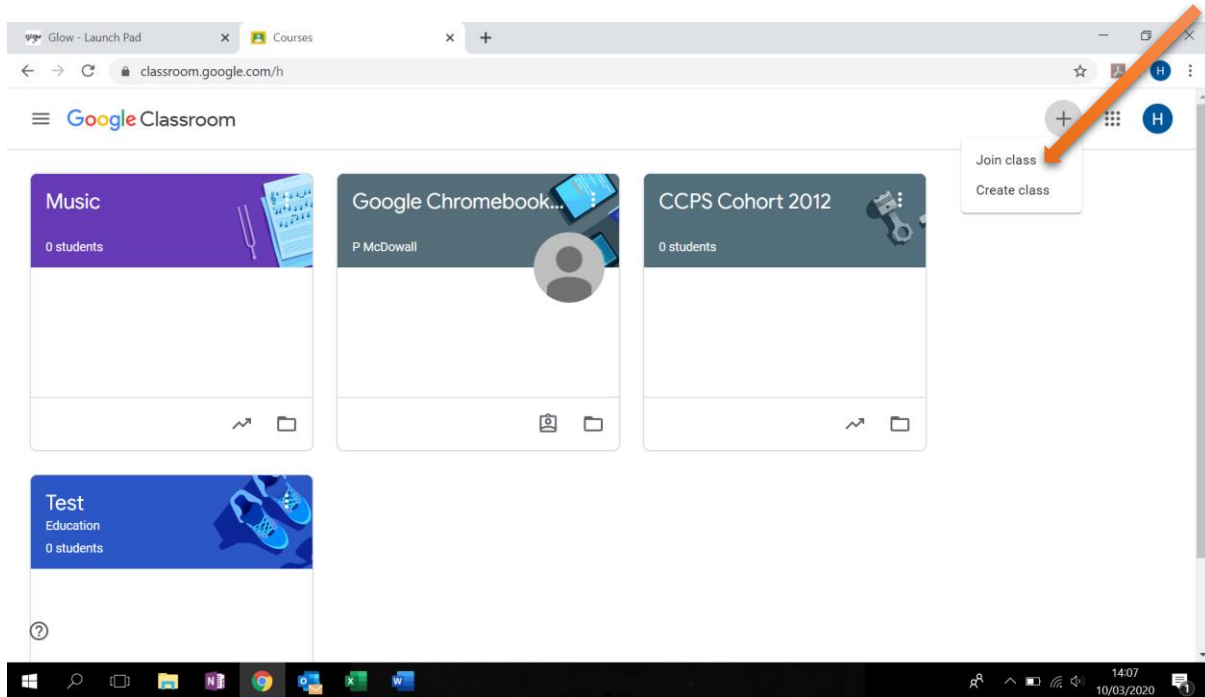 glow Glow - Launch Pad
Courses
classroom.google.com/h
H
Google Classroom
H
Join class
Create class
Music
0 students
Google Chromebook...
P McDowall
CCPS Cohort 2012
0 students
Test
Education
0 students
14:07
10/03/2020